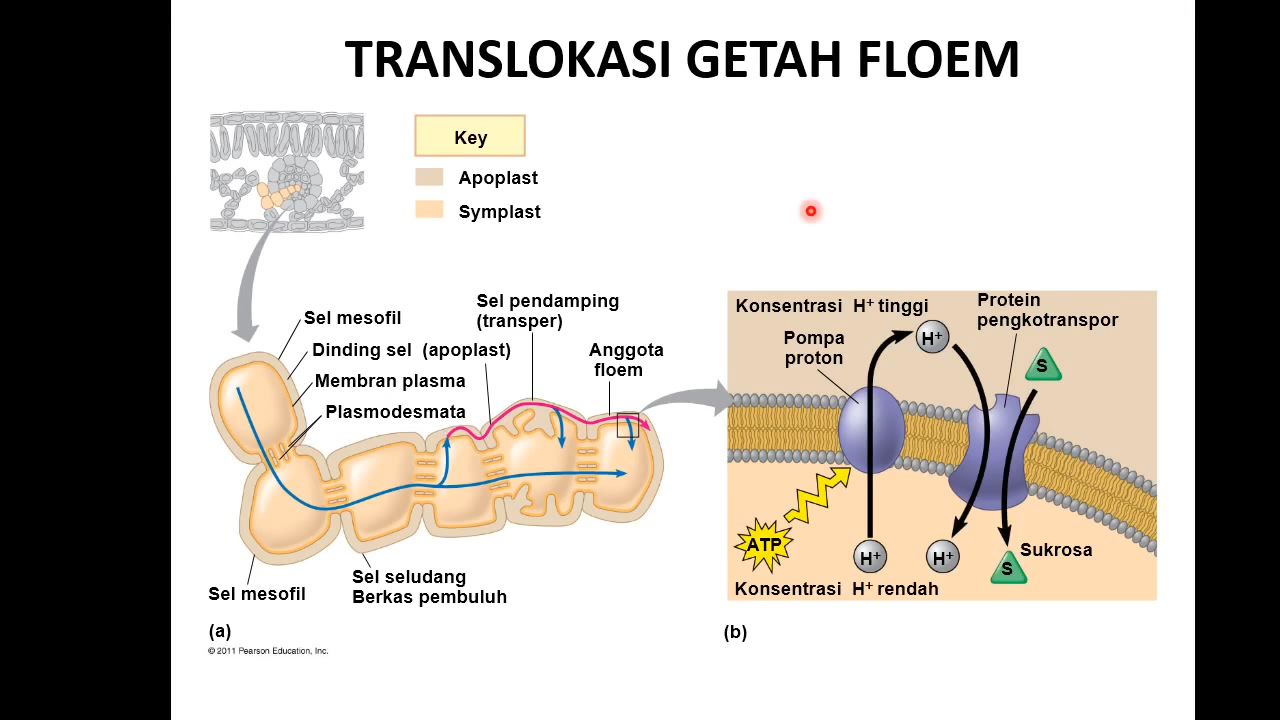 TRANSLOKASI GETAH FLOEM
Key
Apoplast
Symplast
Sel mesofil
Dinding sel (apoplast)
Membran plasma
Plasmodesmata
Sel pendamping
(transper)
Anggota
floem
Sel mesofil
Sel seludang
Berkas pembuluh
(a)
© 2011 Pearson Education, Inc.
Konsentrasi H⁺ tinggi
Protein
pengkotranspor
Pompa
proton
H⁺
S
ATP
H⁺
H⁺
S
Sukrosa
Konsentrasi H⁺ rendah
(b)